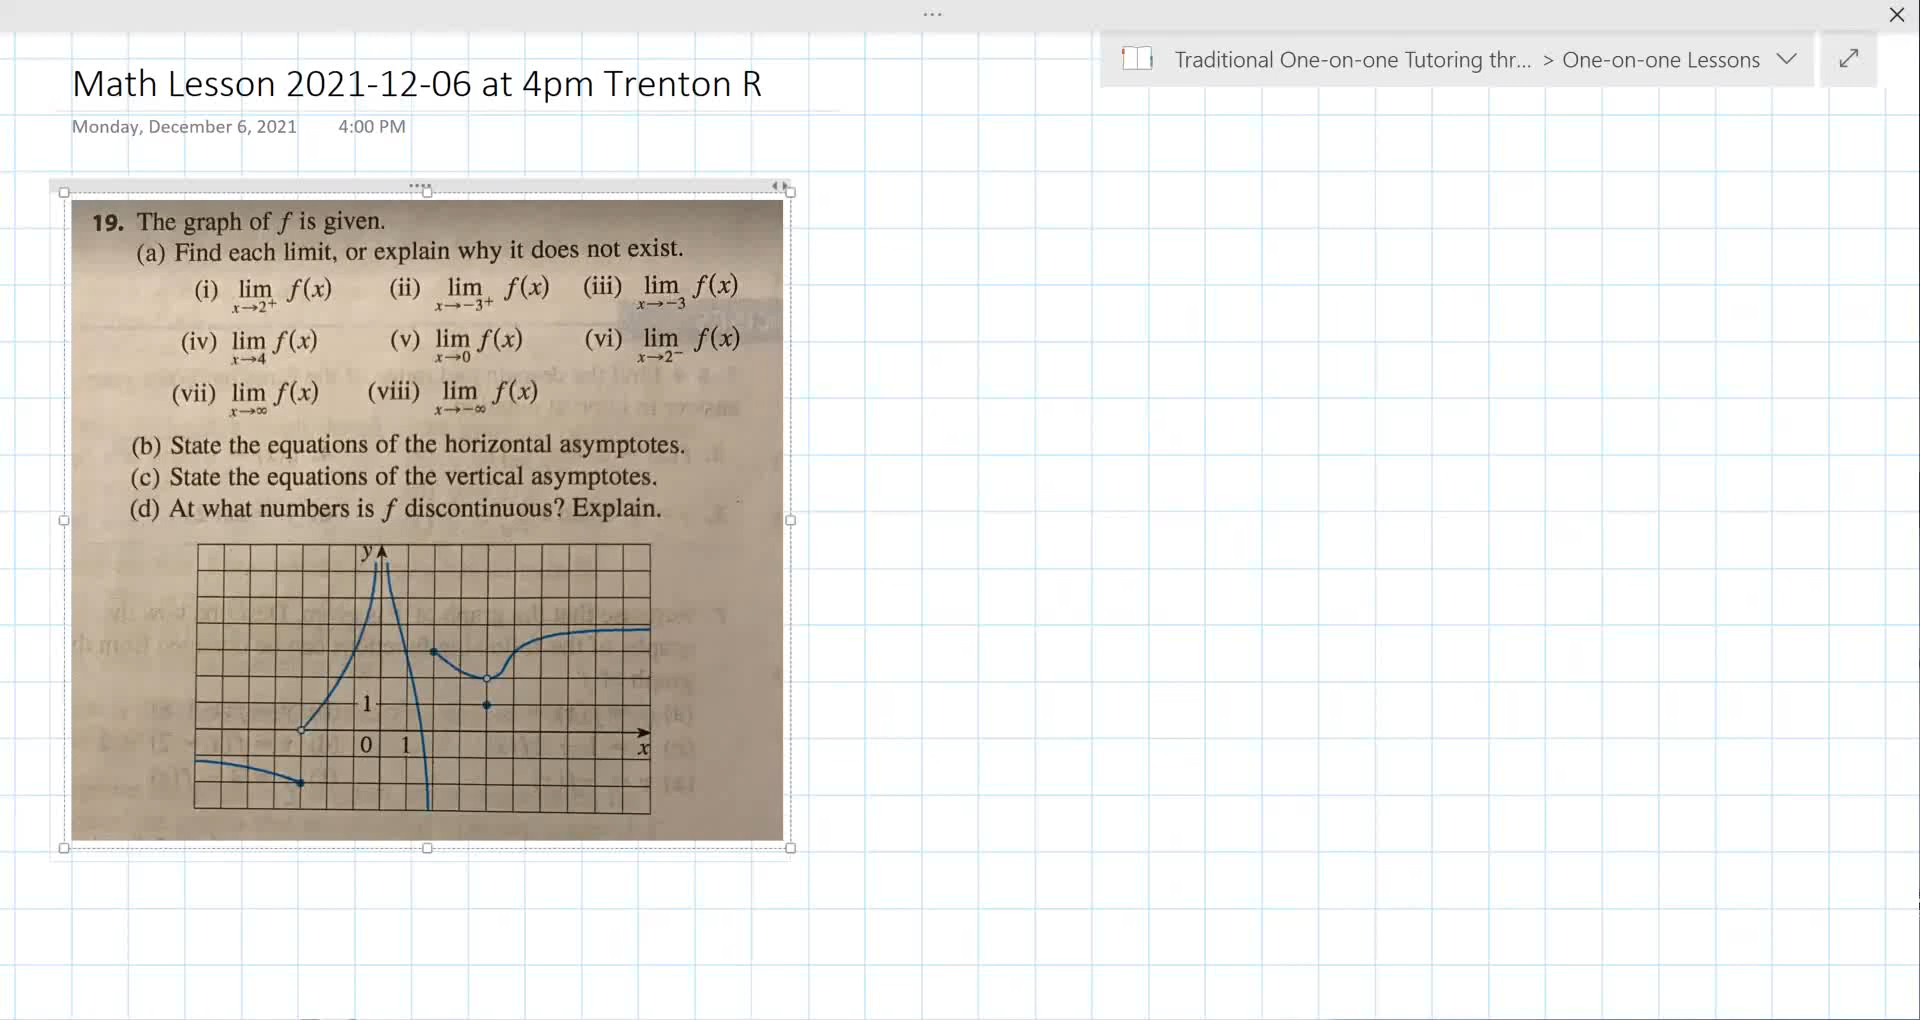 ...
Traditional One-on-one Tutoring thr... > One-on-one Lessons
Math Lesson 2021-12-06 at 4pm Trenton R
Monday, December 6, 2021 4:00 PM
19. The graph of f is given.
(a) Find each limit, or explain why it does not exist.
(i) lim x→2⁺ f(x) (ii) lim x→−3⁺ f(x) (iii) lim x→−3 f(x)
(iv) lim x→4 f(x) (v) lim x→0 f(x) (vi) lim x→2⁻ f(x)
(vii) lim x→∞ f(x) (viii) lim x→−∞ f(x)
(b) State the equations of the horizontal asymptotes.
(c) State the equations of the vertical asymptotes.
(d) At what numbers is f discontinuous? Explain.
y
1
0 1 x